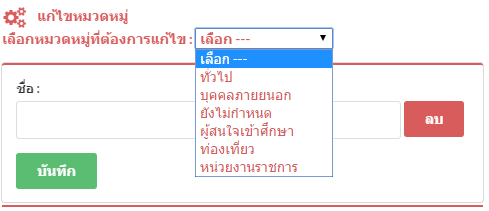 แก้ไขหมวดหมู่
เลือกหมวดหมู่ที่ต้องการแก้ไข : เลือก ---
เลือก ---
ทั่วไป
บุคคลภายยนอก
ยังไม่กำหนด
ผู้สนใจเข้าศึกษา
ท่องเที่ยว
หน่วยงานราชการ
ชื่อ :
ลบ
บันทึก